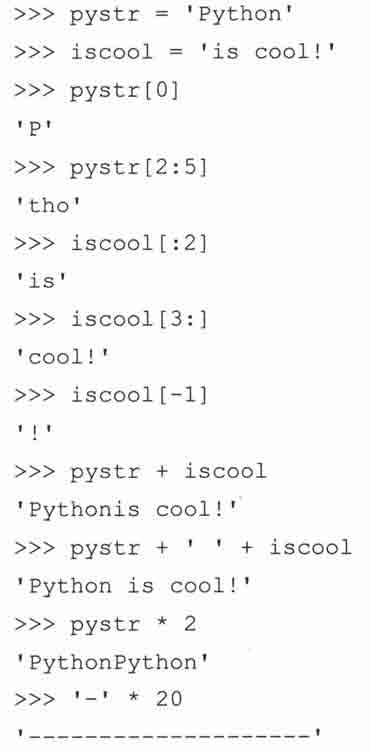 >>> pystr = 'Python'
>>> iscool = 'is cool!'
>>> pystr[0]
'P'
>>> pystr[2:5]
'tho'
>>> iscool[:2]
'is'
>>> iscool[3:]
'cool!'
>>> iscool[-1]
'!'
>>> pystr + iscool
'Pythonis cool!'
>>> pystr + ' ' + iscool
'Python is cool!'
>>> pystr * 2
'PythonPython'
>>> '-' * 20
'--------------------'